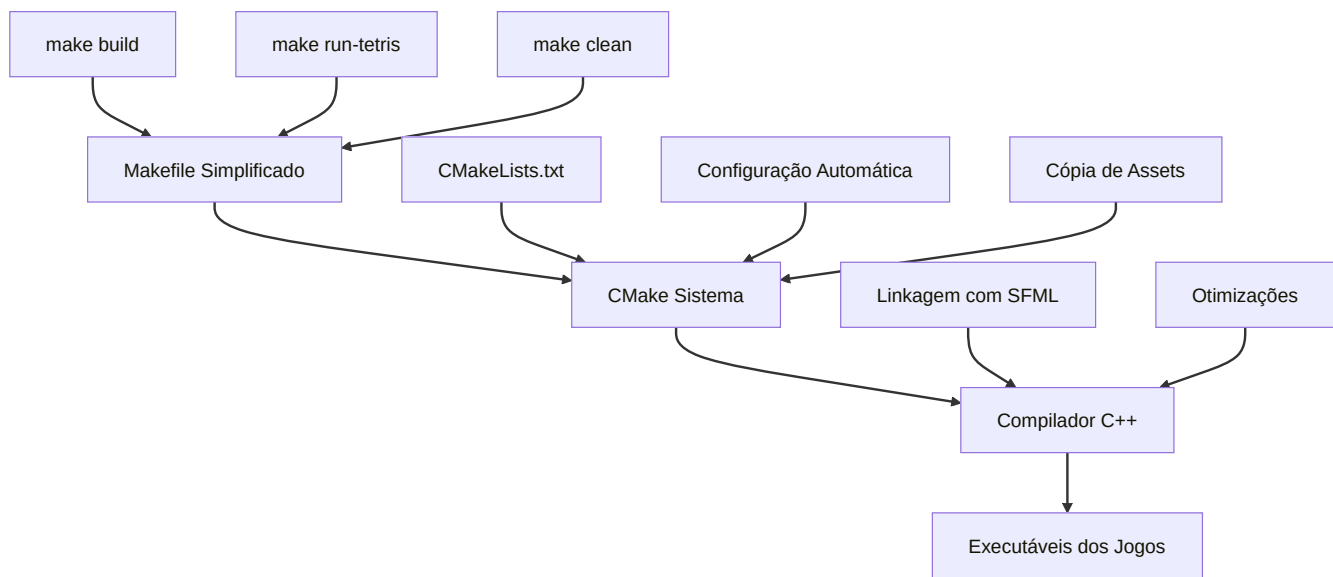 make build
make run-tetris
make clean
Makefile Simplificado
CMakeLists.txt
Configuração Automática
Cópia de Assets
CMake Sistema
Linkagem com SFML
Otimizações
Compilador C++
Executáveis dos Jogos